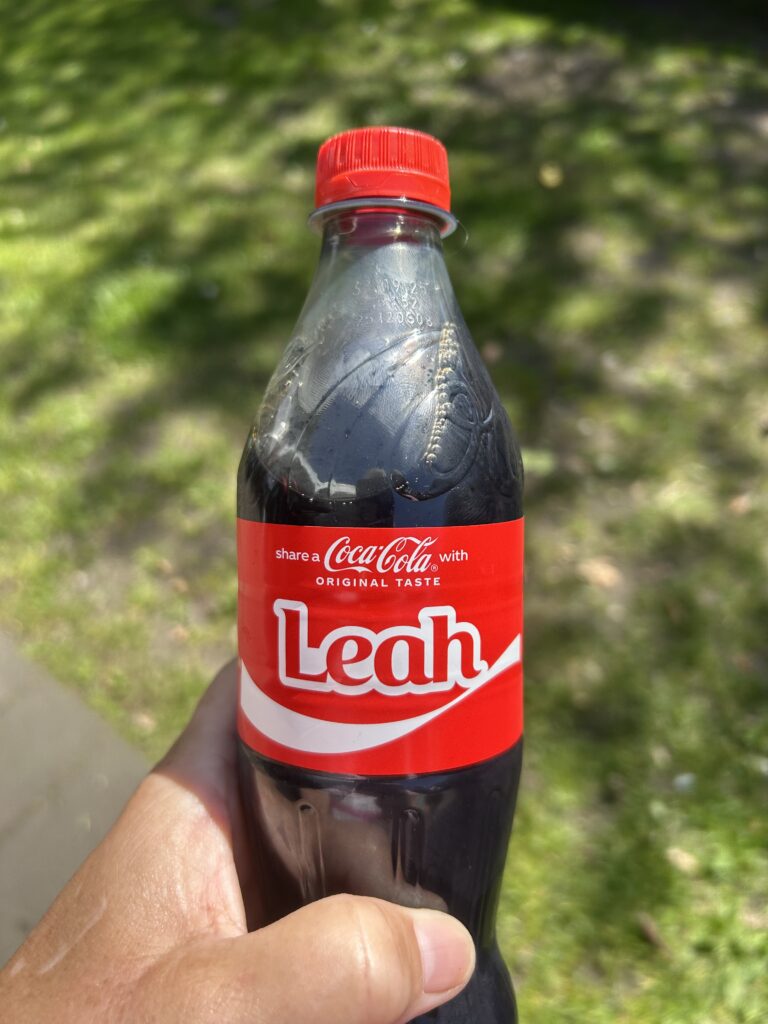 share a Coca-Cola® with
ORIGINAL TASTE
Leah